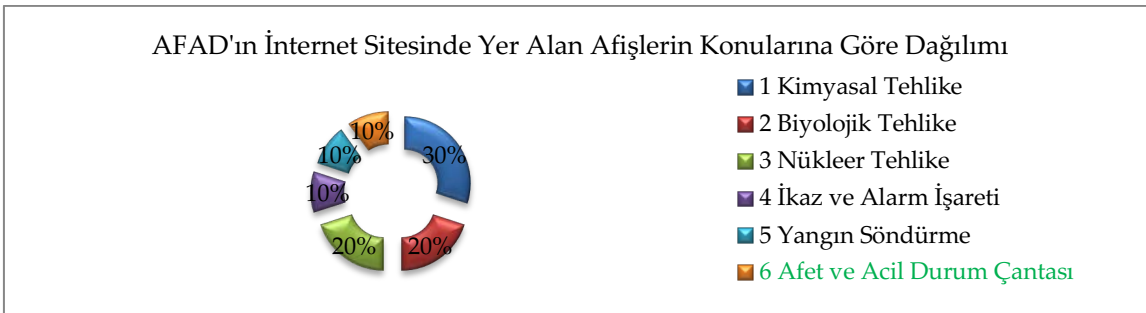 AFAD'ın İnternet Sitesinde Yer Alan Afişlerin Konularına Göre Dağılımı
10%
30%
10%
10%
20%
20%
1 Kimyasal Tehlike
2 Biyolojik Tehlike
3 Nükleer Tehlike
4 İkaz ve Alarm İşareti
5 Yangın Söndürme
6 Afet ve Acil Durum Çantası